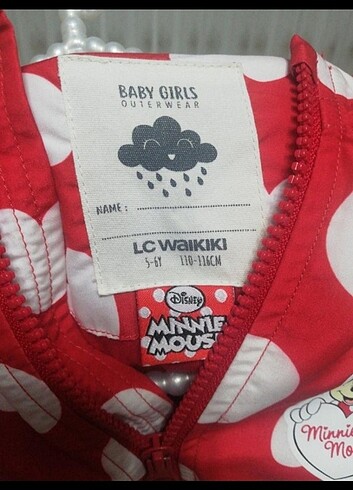 BABY GIRLS
OUTERWEAR
NAME:
LC WAIKIKI
5-6Y 110-116CM
Disney
MINNIE
MOUSE
Minnie